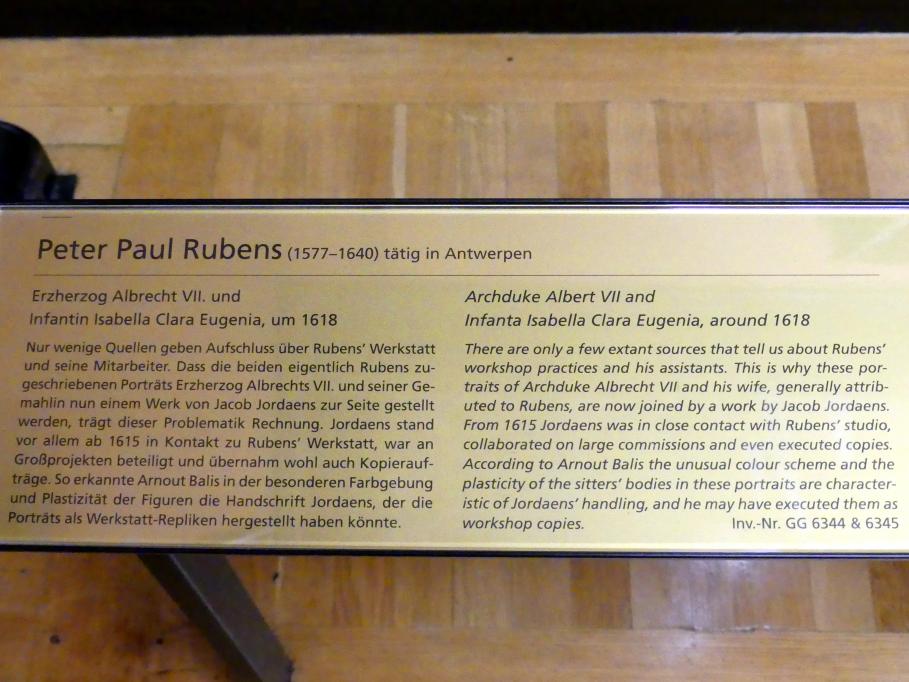 Peter Paul Rubens (1577–1640) tätig in Antwerpen
Erzherzog Albrecht VII. und
Infantin Isabella Clara Eugenia, um 1618
Nur wenige Quellen geben Aufschluss über Rubens’ Werkstatt
und seine Mitarbeiter. Dass die beiden eigentlich Rubens zu-
geschriebenen Porträts Erzherzog Albrechts VII. und seiner Ge-
mahlin nun einem Werk von Jacob Jordaens zur Seite gestellt
werden, trägt dieser Problematik Rechnung. Jordaens stand
vor allem ab 1615 in Kontakt zu Rubens’ Werkstatt, war an
Großprojekten beteiligt und übernahm wohl auch Kopierauf-
träge. So erkannte Arnout Balis in der besonderen Farbgebung
und Plastizität der Figuren die Handschrift Jordaens, der die
Porträts als Werkstatt-Repliken hergestellt haben könnte.
Archduke Albert VII and
Infanta Isabella Clara Eugenia, around 1618
There are only a few extant sources that tell us about Rubens’
workshop practices and his assistants. This is why these por-
traits of Archduke Albrecht VII and his wife, generally attrib-
uted to Rubens, are now joined by a work by Jacob Jordaens.
From 1615 Jordaens was in close contact with Rubens’ studio,
collaborated on large commissions and even executed copies.
According to Arnout Balis the unusual colour scheme and the
plasticity of the sitters’ bodies in these portraits are character-
istic of Jordaens’ handling, and he may have executed them as
workshop copies. Inv.-Nr. GG 6344 & 6345